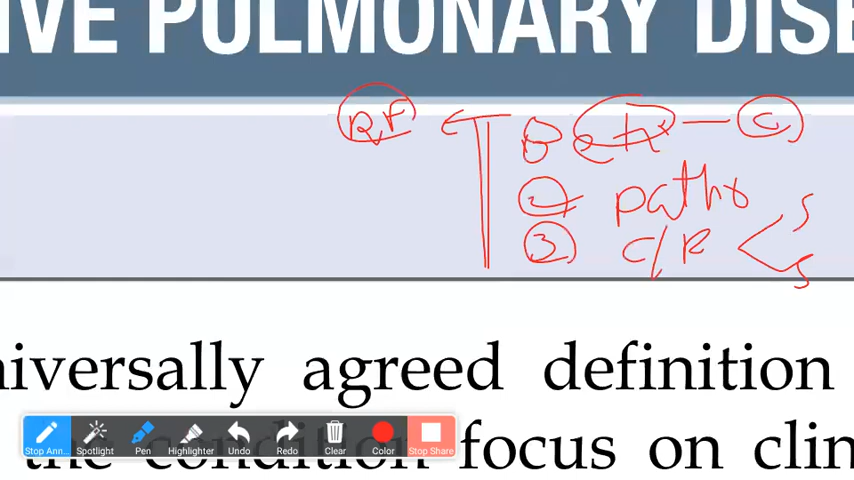 IVE PULMONARY DISE
RF
patho
niversally agreed definition
the condition focus on clin
Stop Ann... Spotlight Pen Highlighter Undo Redo Clear Color Stop Share